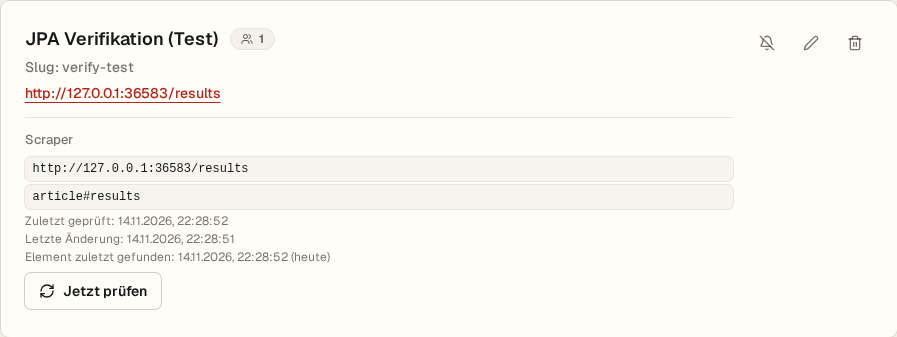 JPA Verifikation (Test) 1
Slug: verify-test
http://127.0.0.1:36583/results
Scraper
http://127.0.0.1:36583/results
article#results
Zuletzt geprüft: 14.11.2026, 22:28:52
Letzte Änderung: 14.11.2026, 22:28:51
Element zuletzt gefunden: 14.11.2026, 22:28:52 (heute)
Jetzt prüfen